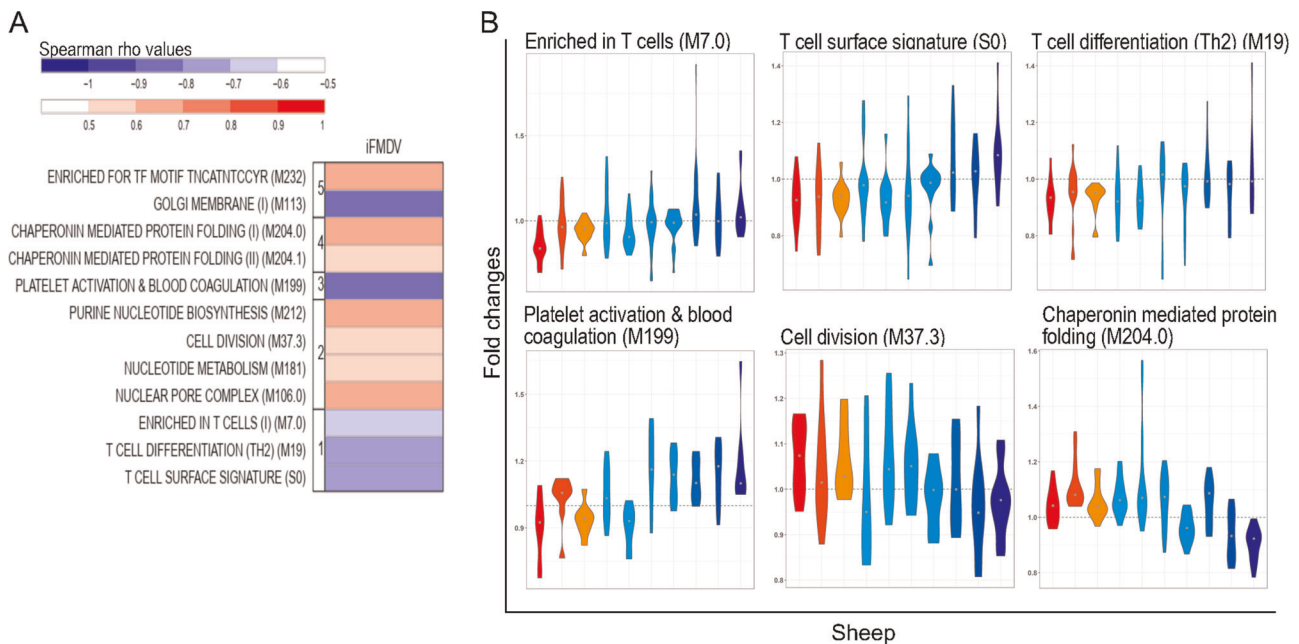 A
Spearman rho values
−1 −0.9 −0.8 −0.7 −0.6 −0.5
0.5 0.6 0.7 0.8 0.9 1
iFMDV
ENRICHED FOR TF MOTIF TNCATNTCCYR (M232)
5
GOLGI MEMBRANE (I) (M113)
CHAPERONIN MEDIATED PROTEIN FOLDING (I) (M204.0)
4
CHAPERONIN MEDIATED PROTEIN FOLDING (II) (M204.1)
PLATELET ACTIVATION & BLOOD COAGULATION (M199)
3
PURINE NUCLEOTIDE BIOSYNTHESIS (M212)
CELL DIVISION (M37.3)
2
NUCLEOTIDE METABOLISM (M181)
NUCLEAR PORE COMPLEX (M106.0)
ENRICHED IN T CELLS (I) (M7.0)
T CELL DIFFERENTIATION (TH2) (M19)
1
T CELL SURFACE SIGNATURE (S0)
B
Fold changes
Enriched in T cells (M7.0)
1.5
1.0
T cell surface signature (S0)
1.4
1.2
1.0
0.8
T cell differentiation (Th2) (M19)
1.4
1.2
1.0
0.8
Platelet activation & blood
coagulation (M199)
1.5
1.2
0.9
Cell division (M37.3)
1.3
1.2
1.1
1.0
0.9
0.8
Chaperonin mediated protein
folding (M204.0)
1.6
1.4
1.2
1.0
0.8
Sheep